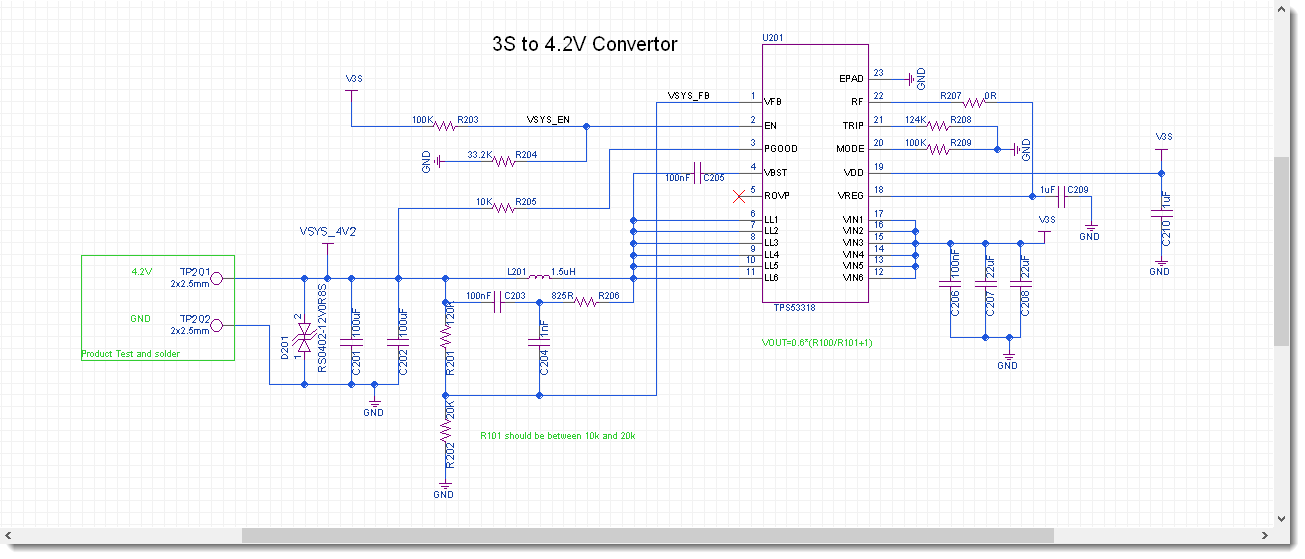 3S to 4.2V Convertor
U201
EPAD 23 GND
V3S
VSYS_FB 1 VFB
RF 22 R207 0R
100K R203 VSYS_EN 2 EN
TRIP 21 124K R208
V3S
GND 33.2K R204 3 PGOOD
MODE 20 100K R209 GND
100nF C205 4 VBST
VDD 19
5 ROVP
VREG 18 1uF C209 GND
10K R205
C210 1uF GND
6 LL1
7 LL2
8 LL3
9 LL4
10 LL5
11 LL6
VIN1 17
VIN2 16
VIN3 15
VIN4 14
VIN5 13
VIN6 12
V3S
VSYS_4V2
4.2V TP201
2x2.5mm
GND TP202
2x2.5mm
Product Test and solder
L201 1.5uH
100nF C203 825R R206
D201 2 1 RS0402-12V0R8S
C201 100uF
C202 100uF
R201 120K
C204 1nF
C206 100nF
C207 22uF
C208 22uF
GND
TPS53318
VOUT=0.6*(R100/R101+1)
GND
R202 20K
R101 should be between 10k and 20k
GND